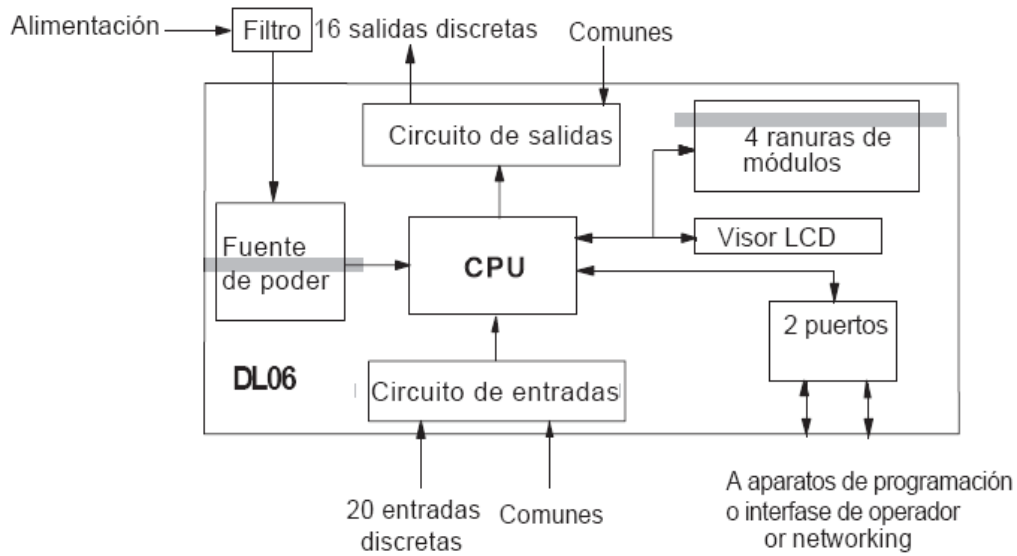 Alimentación
Filtro
16 salidas discretas
Comunes
Circuito de salidas
4 ranuras de
módulos
Fuente
de poder
CPU
Visor LCD
2 puertos
DL06
Circuito de entradas
20 entradas
discretas
Comunes
A aparatos de programación
o interfase de operador
or networking